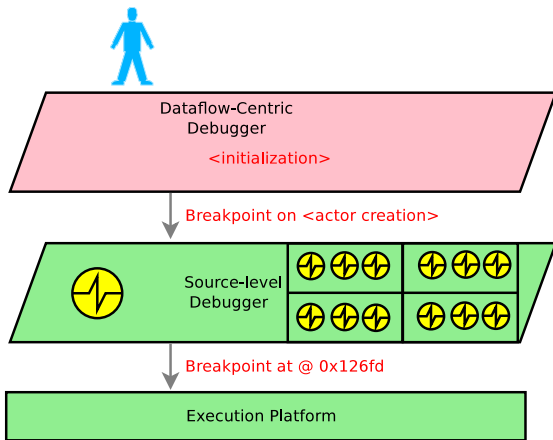 Dataflow-Centric
Debugger
<initialization>
Breakpoint on <actor creation>
Source-level
Debugger
Breakpoint at @ 0x126fd
Execution Platform